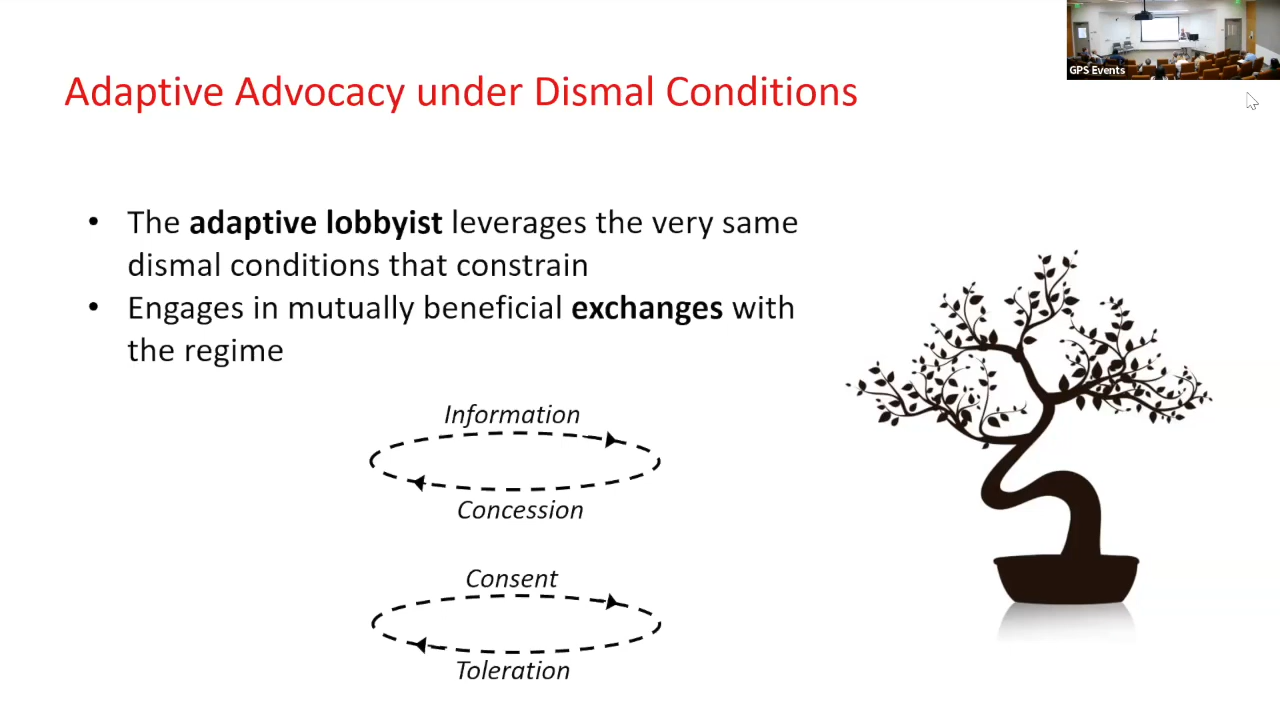 GPS Events
Adaptive Advocacy under Dismal Conditions
• The adaptive lobbyist leverages the very same
dismal conditions that constrain
• Engages in mutually beneficial exchanges with
the regime
Information
Concession
Consent
Toleration